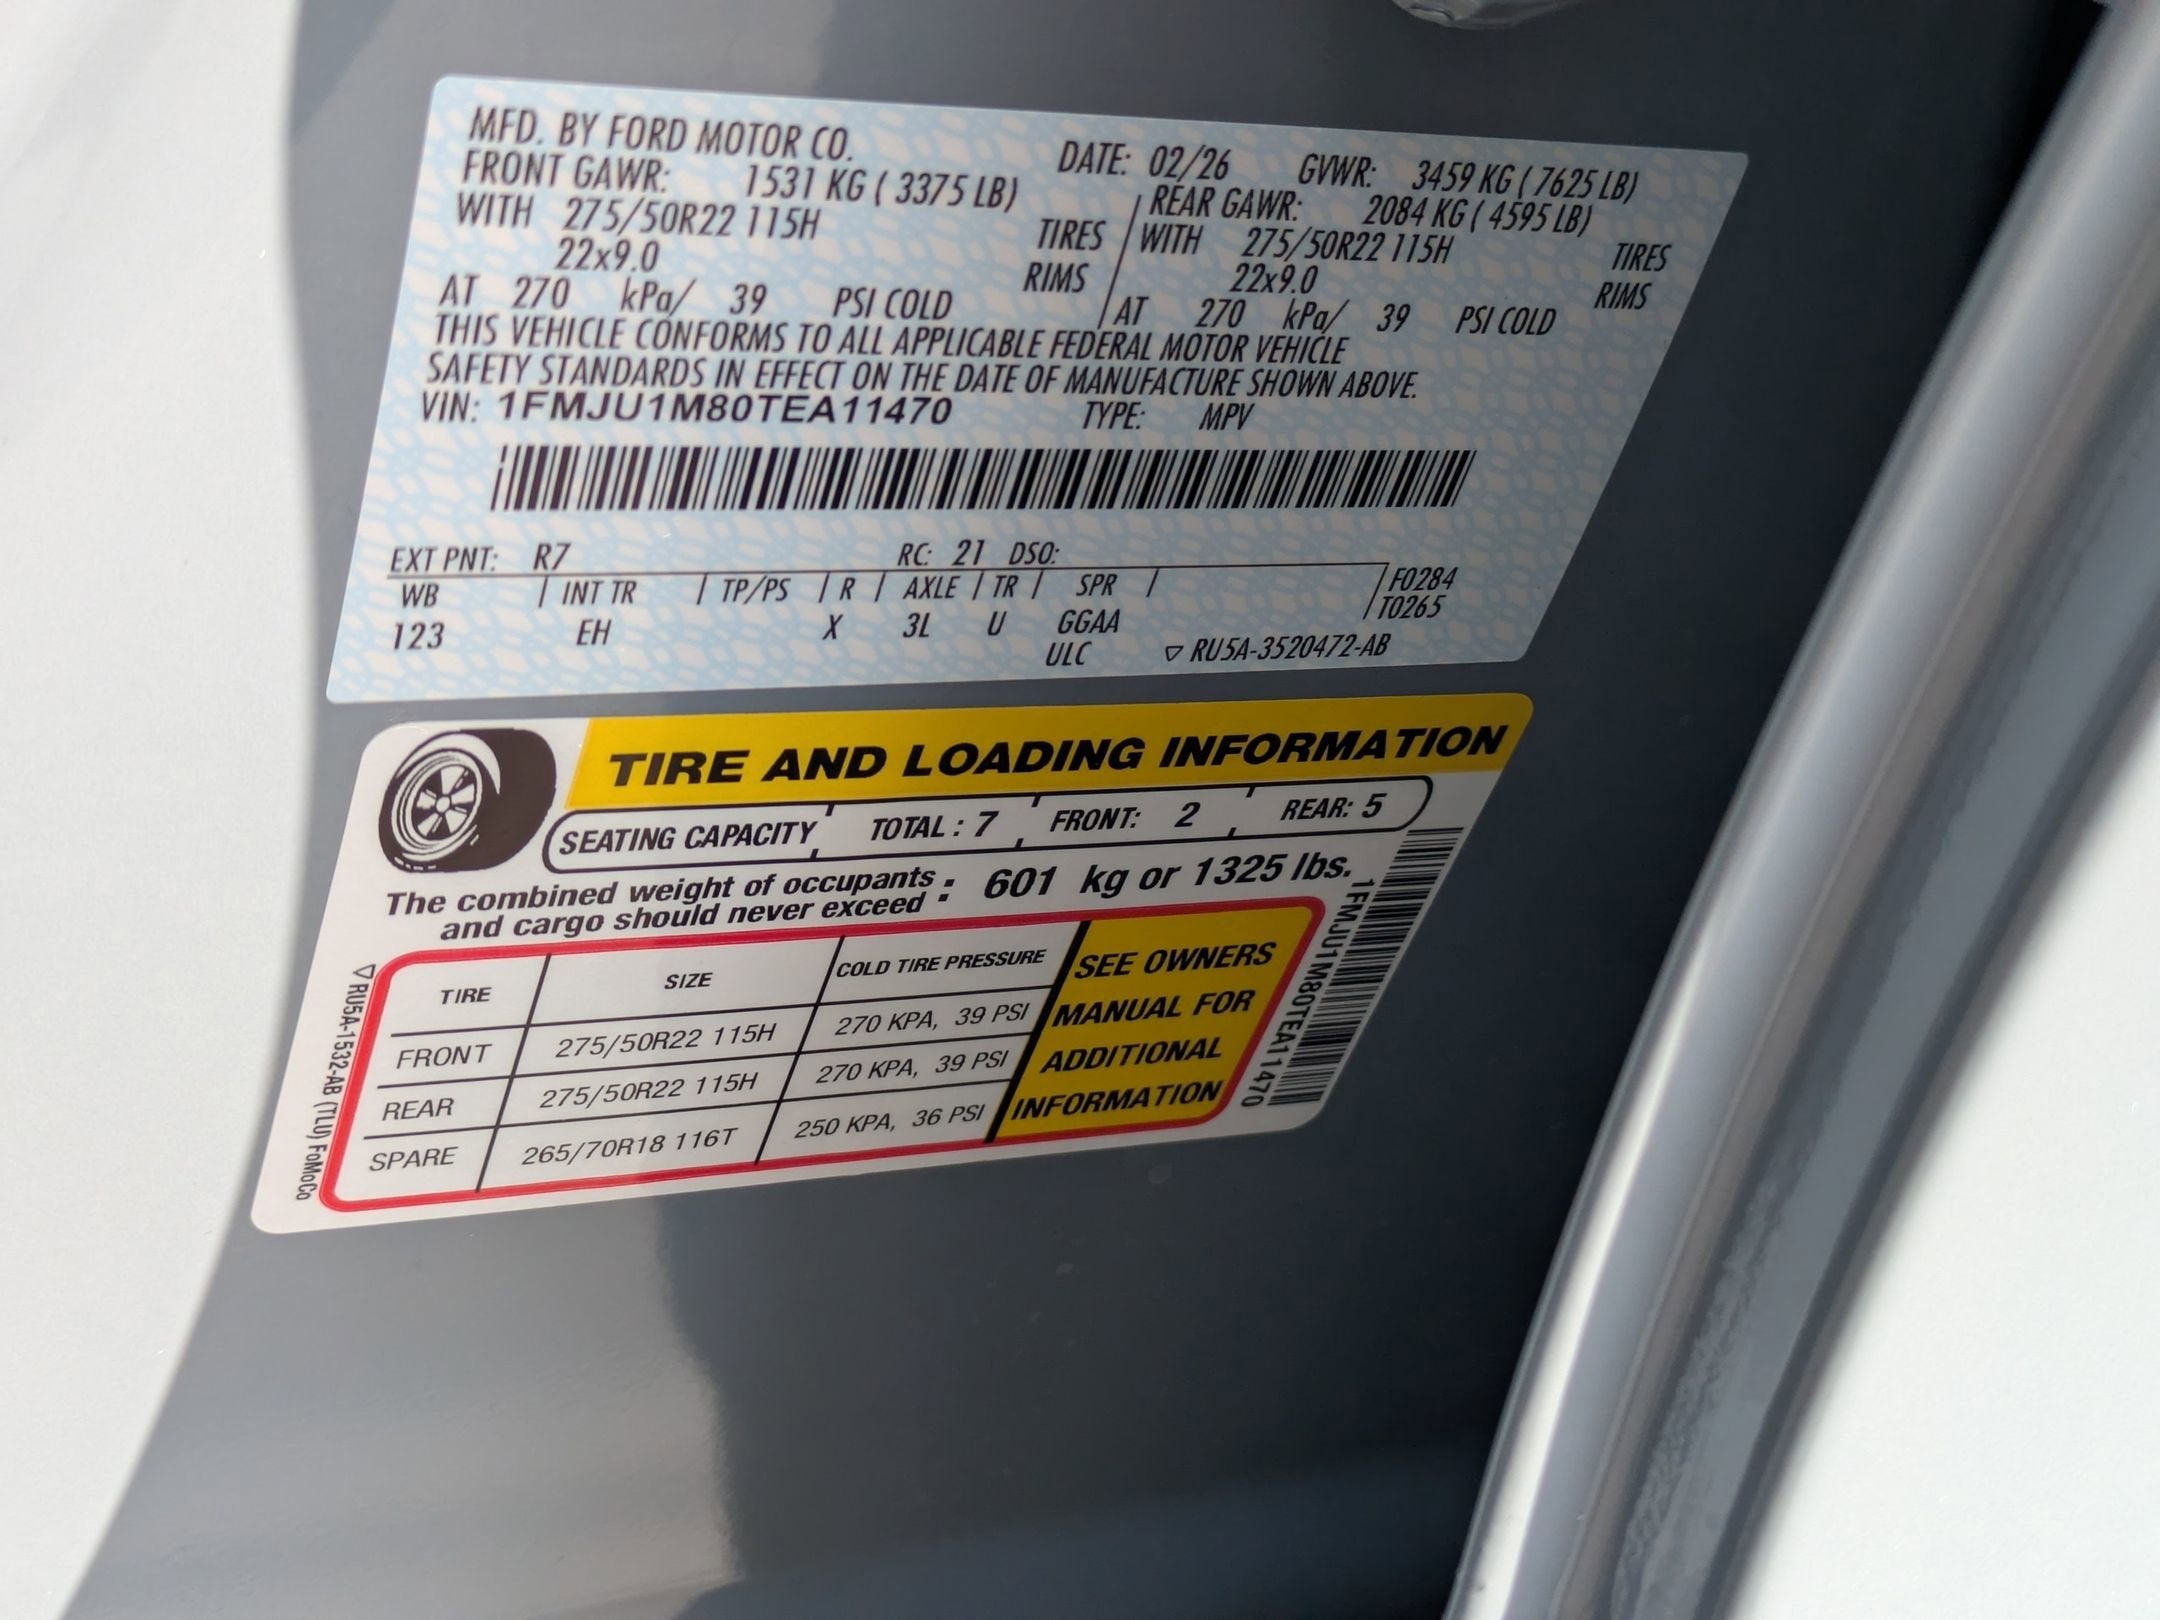 MFD. BY FORD MOTOR CO.
DATE: 02/26 GVWR: 3459 KG ( 7625 LB)
FRONT GAWR: 1531 KG ( 3375 LB)
WITH 275/50R22 115H TIRES
22x9.0 RIMS
AT 270 kPa/ 39 PSI COLD
REAR GAWR: 2084 KG ( 4595 LB)
WITH 275/50R22 115H TIRES
22x9.0 RIMS
AT 270 kPa/ 39 PSI COLD
THIS VEHICLE CONFORMS TO ALL APPLICABLE FEDERAL MOTOR VEHICLE
SAFETY STANDARDS IN EFFECT ON THE DATE OF MANUFACTURE SHOWN ABOVE.
VIN: 1FMJU1M80TEA11470 TYPE: MPV
EXT PNT: R7 RC: 21 DSO:
WB INT TR TP/PS R AXLE TR SPR F0284
T0265
123 EH X 3L U GGAA
ULC RU5A-3520472-AB
TIRE AND LOADING INFORMATION
SEATING CAPACITY TOTAL : 7 FRONT: 2 REAR: 5
The combined weight of occupants
and cargo should never exceed : 601 kg or 1325 lbs.
TIRE SIZE COLD TIRE PRESSURE
FRONT 275/50R22 115H 270 KPA, 39 PSI
REAR 275/50R22 115H 270 KPA, 39 PSI
SPARE 265/70R18 116T 250 KPA, 36 PSI
SEE OWNERS
MANUAL FOR
ADDITIONAL
INFORMATION
1FMJU1M80TEA11470
RU5A-1532-AB (TLU) FoMoCo